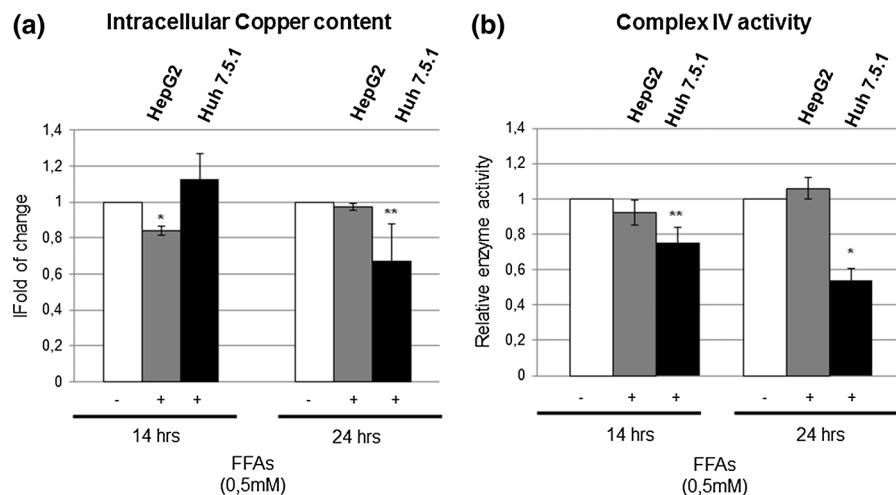 (a)
Intracellular Copper content
HepG2
Huh 7.5.1
HepG2
Huh 7.5.1
lFold of change
1,4
1,2
1
0,8
0,6
0,4
0,2
0
*
**
- + + - + +
14 hrs 24 hrs
FFAs
(0,5mM)
(b)
Complex IV activity
HepG2
Huh 7.5.1
HepG2
Huh 7.5.1
Relative enzyme activity
1,4
1,2
1
0,8
0,6
0,4
0,2
0
**
*
- + + - + +
14 hrs 24 hrs
FFAs
(0,5mM)